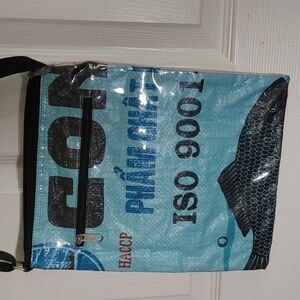 HACCP
PHẨM CHẤT
ISO 9001